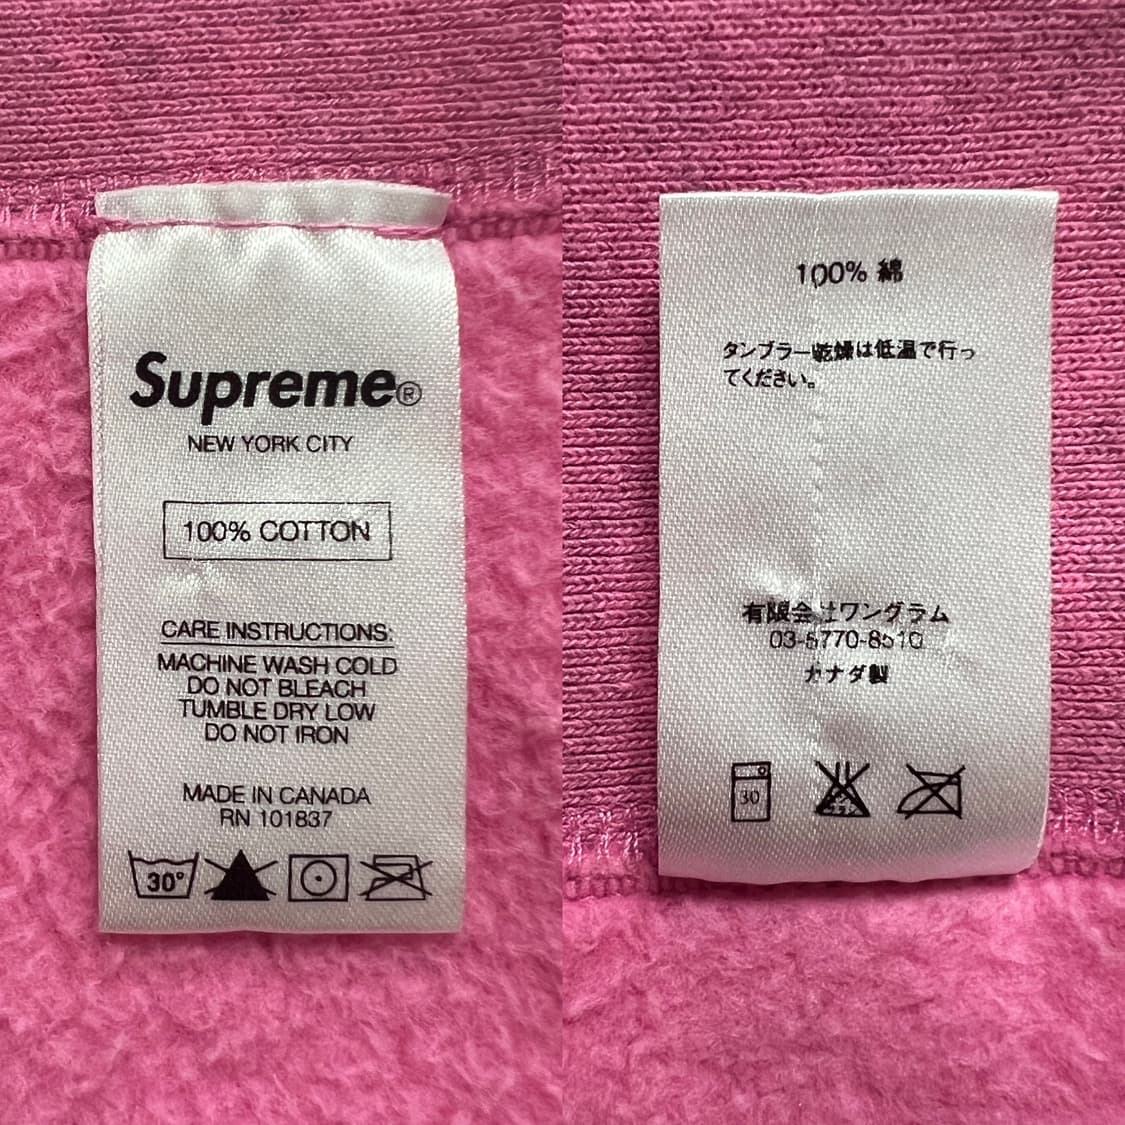 Supreme®
NEW YORK CITY
100% COTTON
CARE INSTRUCTIONS:
MACHINE WASH COLD
DO NOT BLEACH
TUMBLE DRY LOW
DO NOT IRON
MADE IN CANADA
RN 101837
30°
100% 綿
タンブラー乾燥は低温で行っ
てください。
有限会社ワングラム
03-5770-8510
カナダ製
30